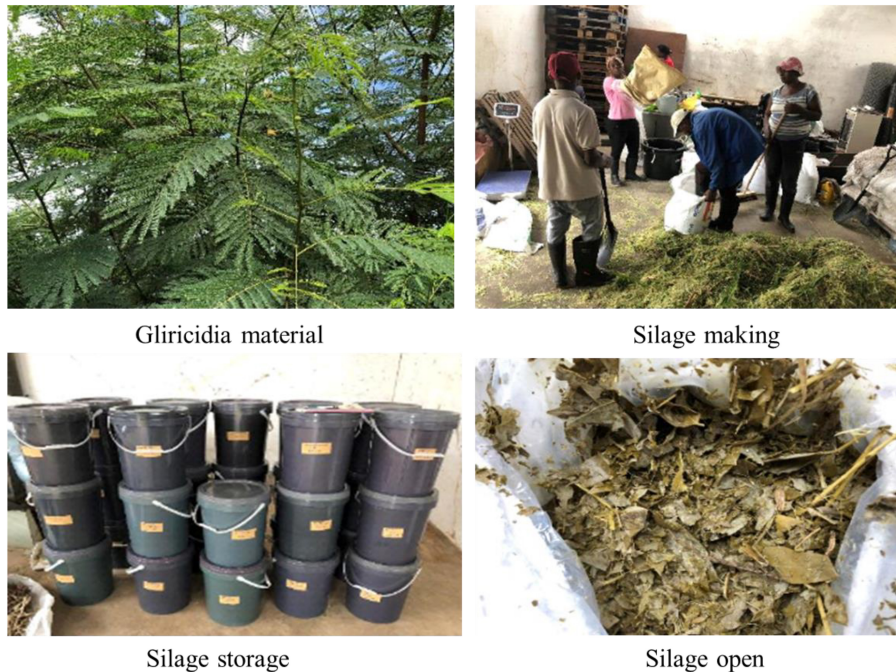 Gliricidia material
Silage making
Silage storage
Silage open